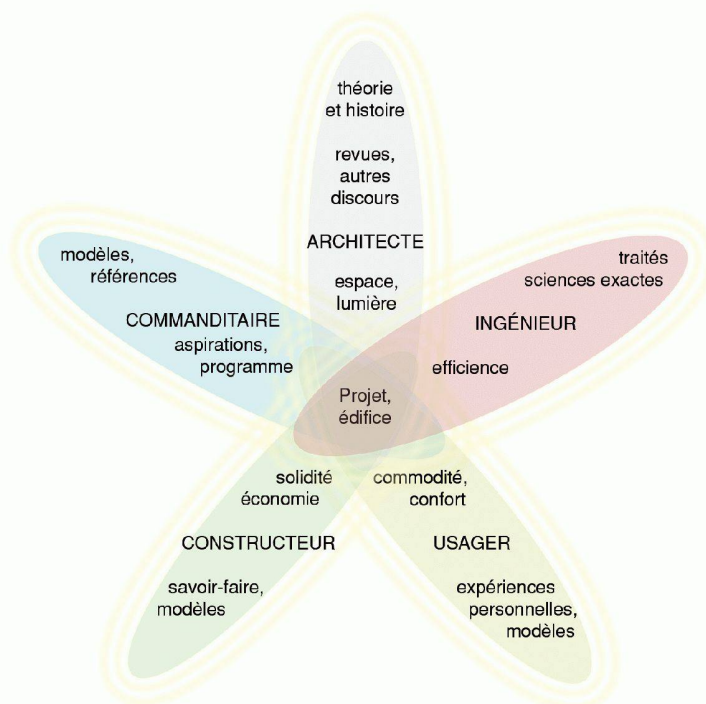 théorie
et histoire
revues,
autres
discours
ARCHITECTE
espace,
lumière
modèles,
références
COMMANDITAIRE
aspirations,
programme
traités
sciences exactes
INGÉNIEUR
efficience
Projet,
édifice
solidité
économie
CONSTRUCTEUR
savoir-faire,
modèles
commodité,
confort
USAGER
expériences
personnelles,
modèles